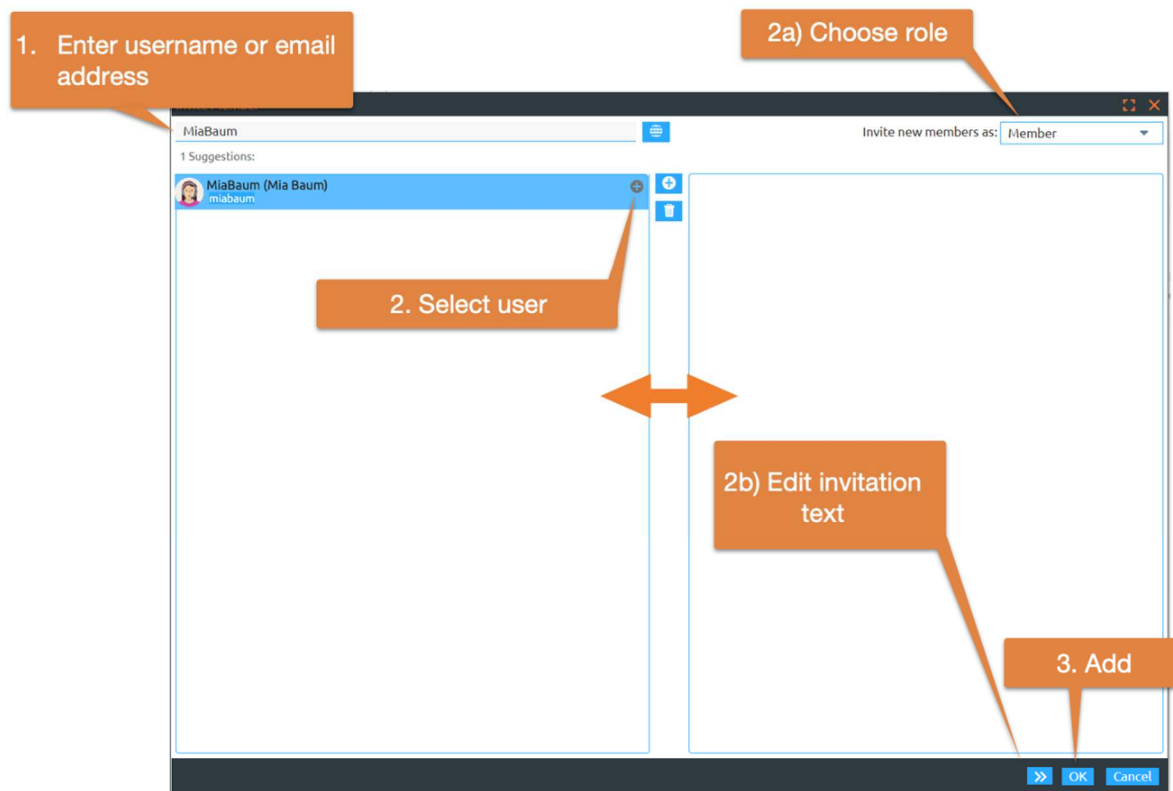 1. Enter username or email
address
2a) Choose role
MiaBaum
Invite new members as: Member
1 Suggestions:
MiaBaum (Mia Baum)
miabaum
2. Select user
2b) Edit invitation
text
3. Add
OK Cancel